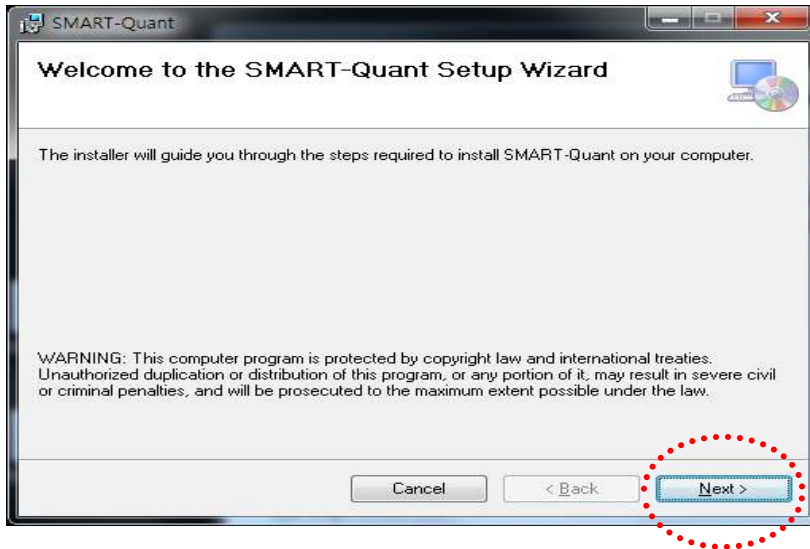 SMART-Quant
Welcome to the SMART-Quant Setup Wizard
The installer will guide you through the steps required to install SMART-Quant on your computer.
WARNING: This computer program is protected by copyright law and international treaties.
Unauthorized duplication or distribution of this program, or any portion of it, may result in severe civil
or criminal penalties, and will be prosecuted to the maximum extent possible under the law.
Cancel < Back Next >